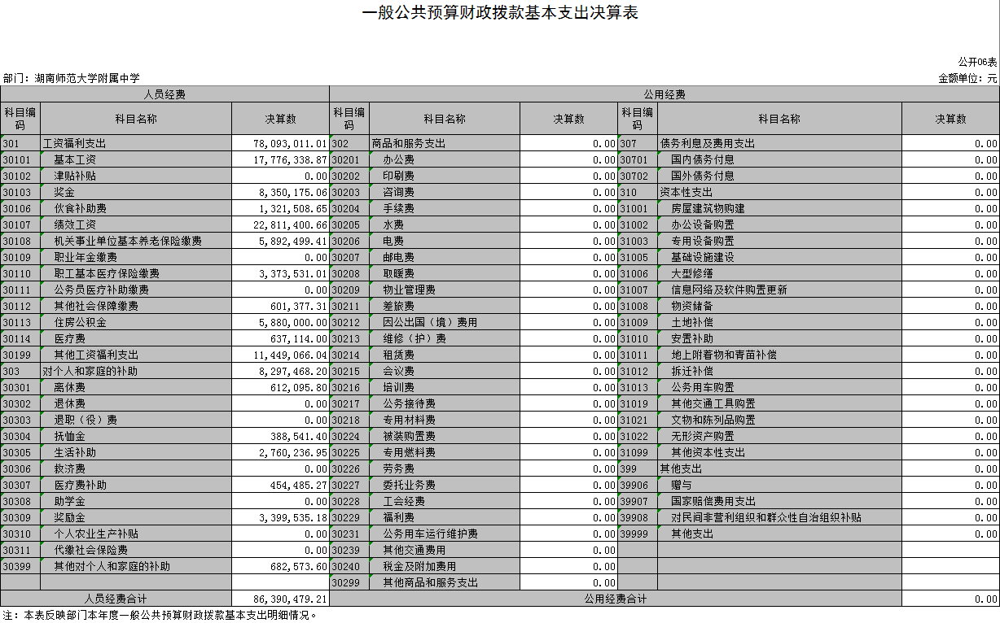 一般公共预算财政拨款基本支出决算表
公开06表
部门：湖南师范大学附属中学 金额单位：元
人员经费 公用经费
科目编码 科目名称 决算数 科目编码 科目名称 决算数 科目编码 科目名称 决算数
301 工资福利支出 78,093,011.01 302 商品和服务支出 0.00 307 债务利息及费用支出 0.00
30101 基本工资 17,776,338.87 30201 办公费 0.00 30701 国内债务付息 0.00
30102 津贴补贴 0.00 30202 印刷费 0.00 30702 国外债务付息 0.00
30103 奖金 8,350,175.06 30203 咨询费 0.00 310 资本性支出 0.00
30106 伙食补助费 1,321,508.65 30204 手续费 0.00 31001 房屋建筑物购建 0.00
30107 绩效工资 22,811,400.66 30205 水费 0.00 31002 办公设备购置 0.00
30108 机关事业单位基本养老保险缴费 5,892,499.41 30206 电费 0.00 31003 专用设备购置 0.00
30109 职业年金缴费 0.00 30207 邮电费 0.00 31005 基础设施建设 0.00
30110 职工基本医疗保险缴费 3,373,531.01 30208 取暖费 0.00 31006 大型修缮 0.00
30111 公务员医疗补助缴费 0.00 30209 物业管理费 0.00 31007 信息网络及软件购置更新 0.00
30112 其他社会保障缴费 601,377.31 30211 差旅费 0.00 31008 物资储备 0.00
30113 住房公积金 5,880,000.00 30212 因公出国（境）费用 0.00 31009 土地补偿 0.00
30114 医疗费 637,114.00 30213 维修（护）费 0.00 31010 安置补助 0.00
30199 其他工资福利支出 11,449,066.04 30214 租赁费 0.00 31011 地上附着物和青苗补偿 0.00
303 对个人和家庭的补助 8,297,468.20 30215 会议费 0.00 31012 拆迁补偿 0.00
30301 离休费 612,095.80 30216 培训费 0.00 31013 公务用车购置 0.00
30302 退休费 0.00 30217 公务接待费 0.00 31019 其他交通工具购置 0.00
30303 退职（役）费 0.00 30218 专用材料费 0.00 31021 文物和陈列品购置 0.00
30304 抚恤金 388,541.40 30224 被装购置费 0.00 31022 无形资产购置 0.00
30305 生活补助 2,760,236.95 30225 专用燃料费 0.00 31099 其他资本性支出 0.00
30306 救济费 0.00 30226 劳务费 0.00 399 其他支出 0.00
30307 医疗费补助 454,485.27 30227 委托业务费 0.00 39906 赠与 0.00
30308 助学金 0.00 30228 工会经费 0.00 39907 国家赔偿费用支出 0.00
30309 奖励金 3,399,535.18 30229 福利费 0.00 39908 对民间非营利组织和群众性自治组织补贴 0.00
30310 个人农业生产补贴 0.00 30231 公务用车运行维护费 0.00 39999 其他支出 0.00
30311 代缴社会保险费 0.00 30239 其他交通费用 0.00
30399 其他对个人和家庭的补助 682,573.60 30240 税金及附加费用 0.00
30299 其他商品和服务支出 0.00
人员经费合计 86,390,479.21 公用经费合计 0.00
注：本表反映部门本年度一般公共预算财政拨款基本支出明细情况。